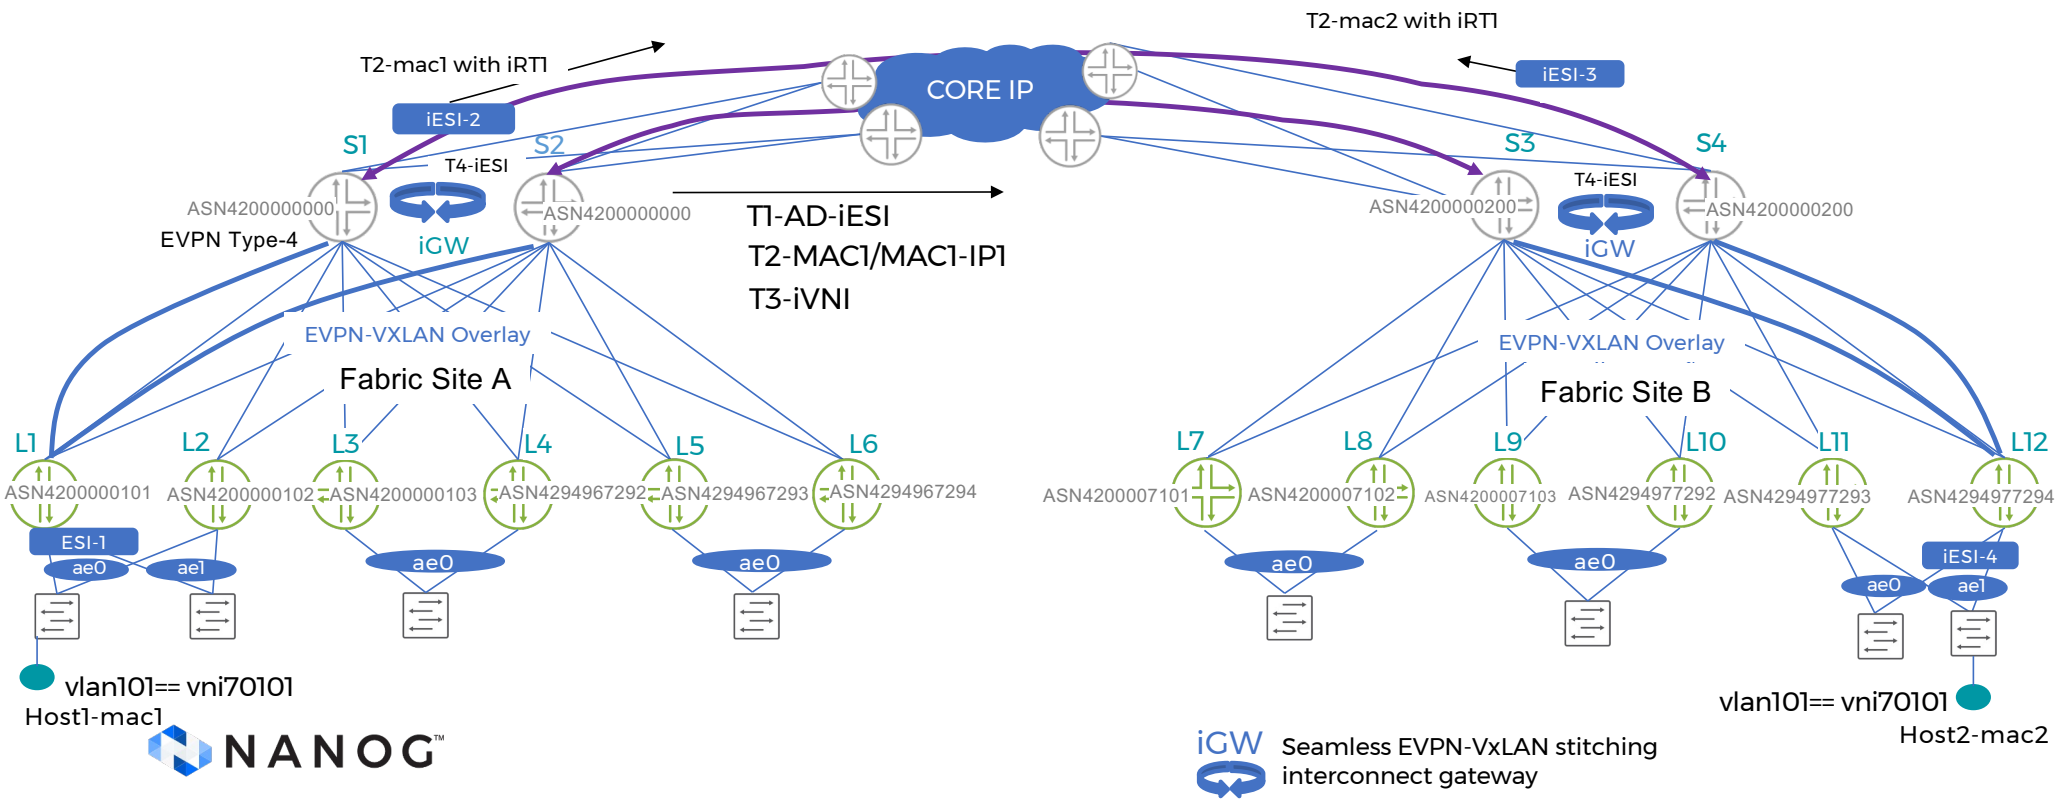 T2-mac2 with iRT1
T2-mac1 with iRT1
iESI-3
CORE IP
iESI-2
S1
S2
S3
S4
T4-iESI
T4-iESI
ASN4200000000
ASN4200000000
T1-AD-iESI
ASN4200000200
ASN4200000200
EVPN Type-4
iGW
T2-MAC1/MAC1-IP1
iGW
T3-iVNI
EVPN-VXLAN Overlay
EVPN-VXLAN Overlay
Fabric Site A
Fabric Site B
L1
L2
L3
L4
L5
L6
L7
L8
L9
L10
L11
L12
ASN4200000101
ASN4200000102
ASN4200000103
ASN4294967292
ASN4294967293
ASN4294967294
ASN4200007101
ASN4200007102
ASN4200007103
ASN4294977292
ASN4294977293
ASN4294977294
ESI-1
iESI-4
ae0
ae1
ae0
ae0
ae0
ae0
ae0
ae1
vlan101== vni70101
Host1-mac1
vlan101== vni70101
Host2-mac2
NANOG™
iGW
Seamless EVPN-VxLAN stitching
interconnect gateway